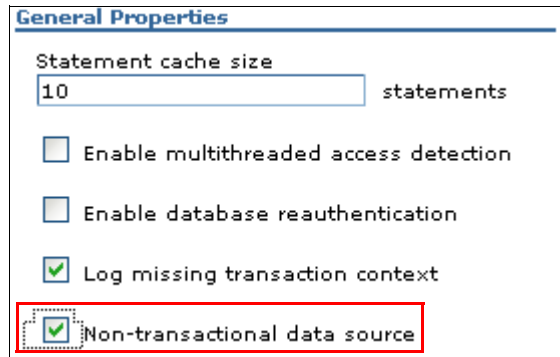 General Properties
Statement cache size
10 statements
Enable multithreaded access detection
Enable database reauthentication
Log missing transaction context
Non-transactional data source